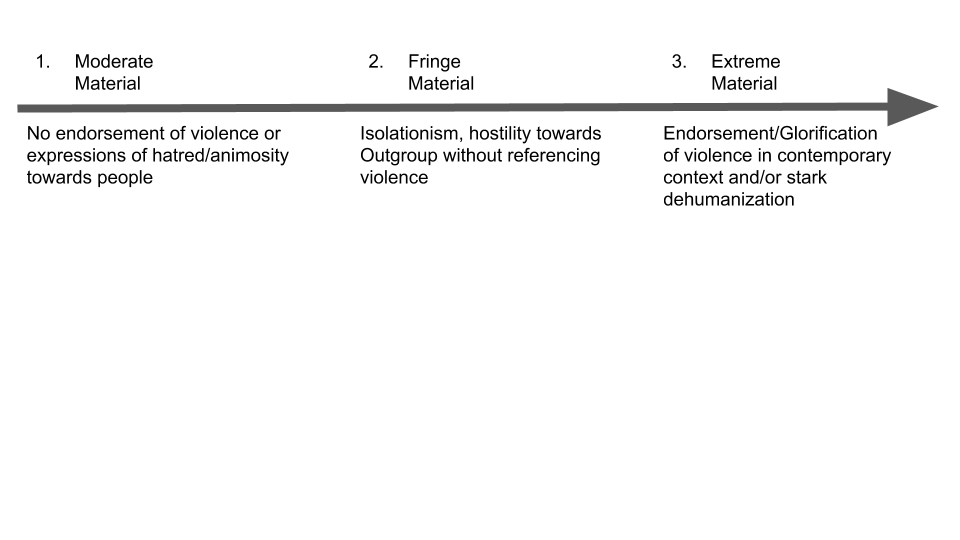 1. Moderate
Material
2. Fringe
Material
3. Extreme
Material
No endorsement of violence or
expressions of hatred/animosity
towards people
Isolationism, hostility towards
Outgroup without referencing
violence
Endorsement/Glorification
of violence in contemporary
context and/or stark
dehumanization